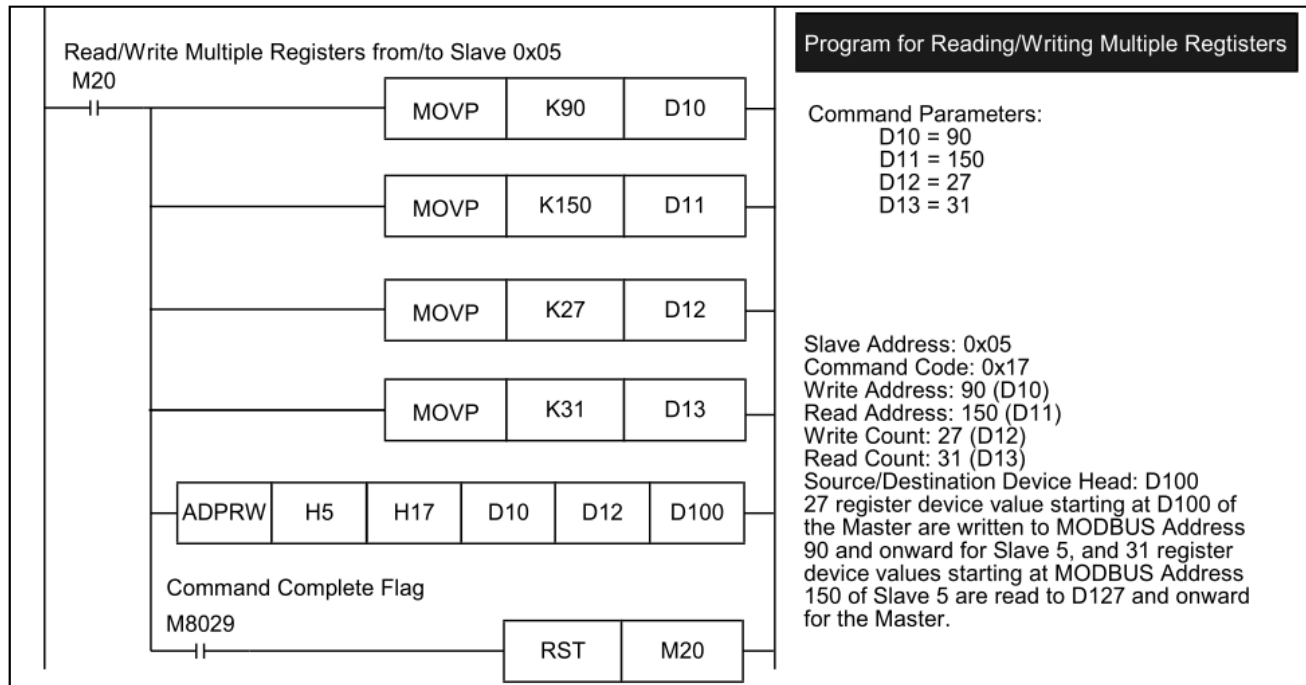 Read/Write Multiple Registers from/to Slave 0x05
M20
MOVP K90 D10
MOVP K150 D11
MOVP K27 D12
MOVP K31 D13
ADPRW H5 H17 D10 D12 D100
Command Complete Flag
M8029
RST M20
Program for Reading/Writing Multiple Regtisters
Command Parameters:
D10 = 90
D11 = 150
D12 = 27
D13 = 31
Slave Address: 0x05
Command Code: 0x17
Write Address: 90 (D10)
Read Address: 150 (D11)
Write Count: 27 (D12)
Read Count: 31 (D13)
Source/Destination Device Head: D100
27 register device value starting at D100 of
the Master are written to MODBUS Address
90 and onward for Slave 5, and 31 register
device values starting at MODBUS Address
150 of Slave 5 are read to D127 and onward
for the Master.